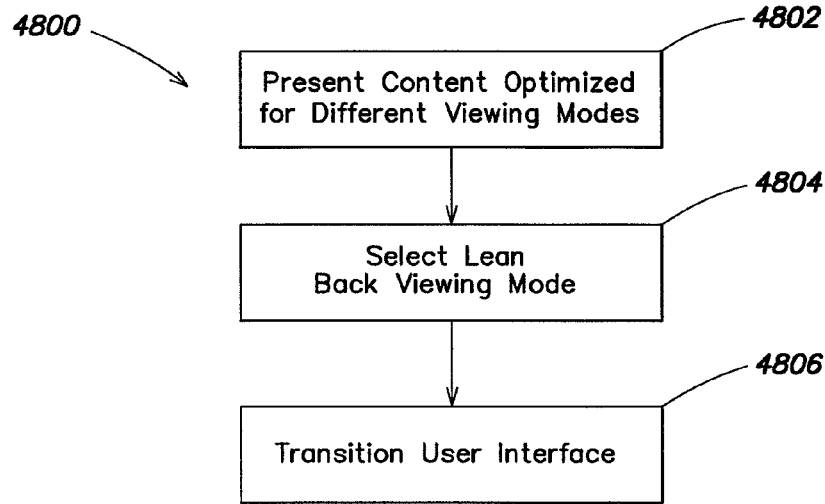 4800
4802
Present Content Optimized
for Different Viewing Modes
4804
Select Lean
Back Viewing Mode
4806
Transition User Interface